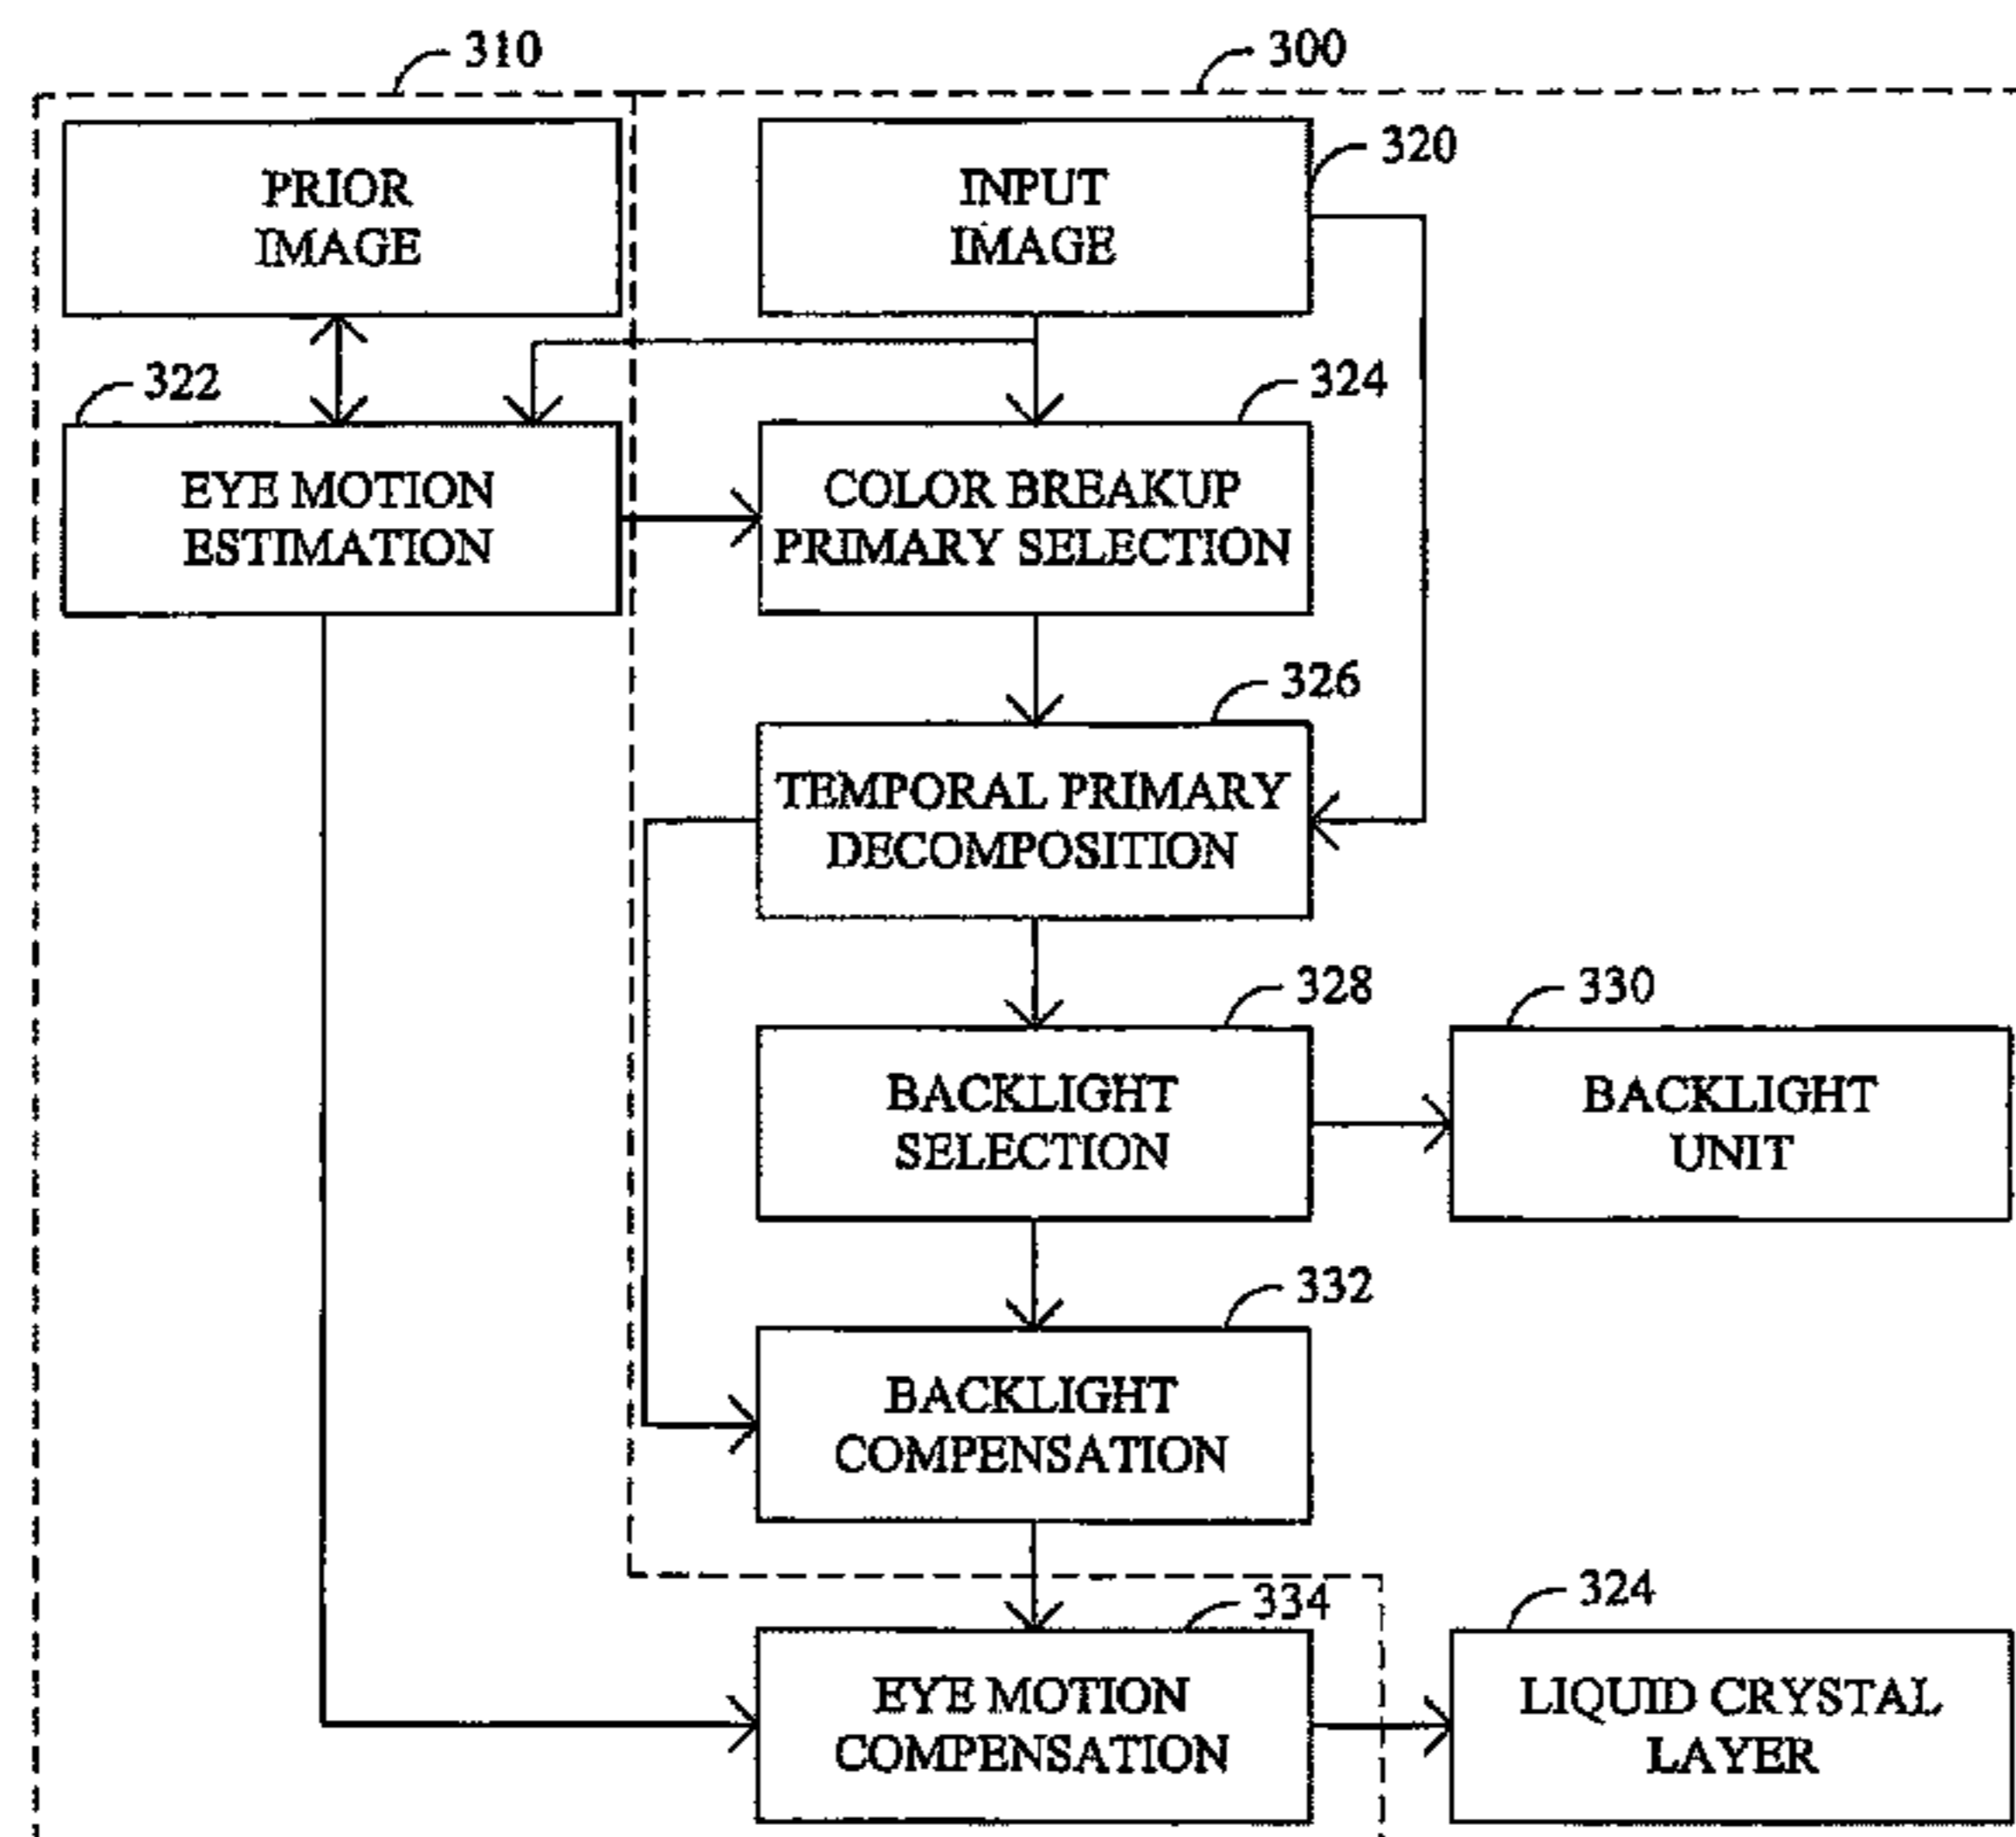 310
300
PRIOR
IMAGE
INPUT
IMAGE
320
322
324
EYE MOTION
ESTIMATION
COLOR BREAKUP
PRIMARY SELECTION
326
TEMPORAL PRIMARY
DECOMPOSITION
328
330
BACKLIGHT
SELECTION
BACKLIGHT
UNIT
332
BACKLIGHT
COMPENSATION
334
324
EYE MOTION
COMPENSATION
LIQUID CRYSTAL
LAYER